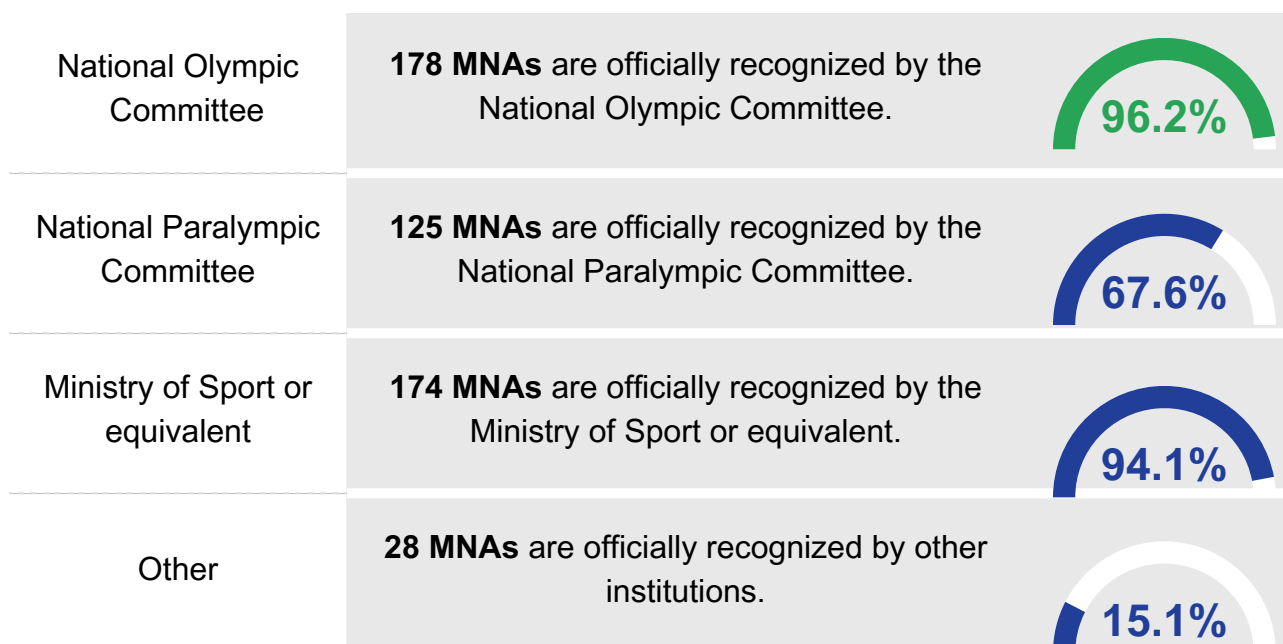 National Olympic
Committee
178 MNAs are officially recognized by the
National Olympic Committee.
96.2%
National Paralympic
Committee
125 MNAs are officially recognized by the
National Paralympic Committee.
67.6%
Ministry of Sport or
equivalent
174 MNAs are officially recognized by the
Ministry of Sport or equivalent.
94.1%
Other
28 MNAs are officially recognized by other
institutions.
15.1%